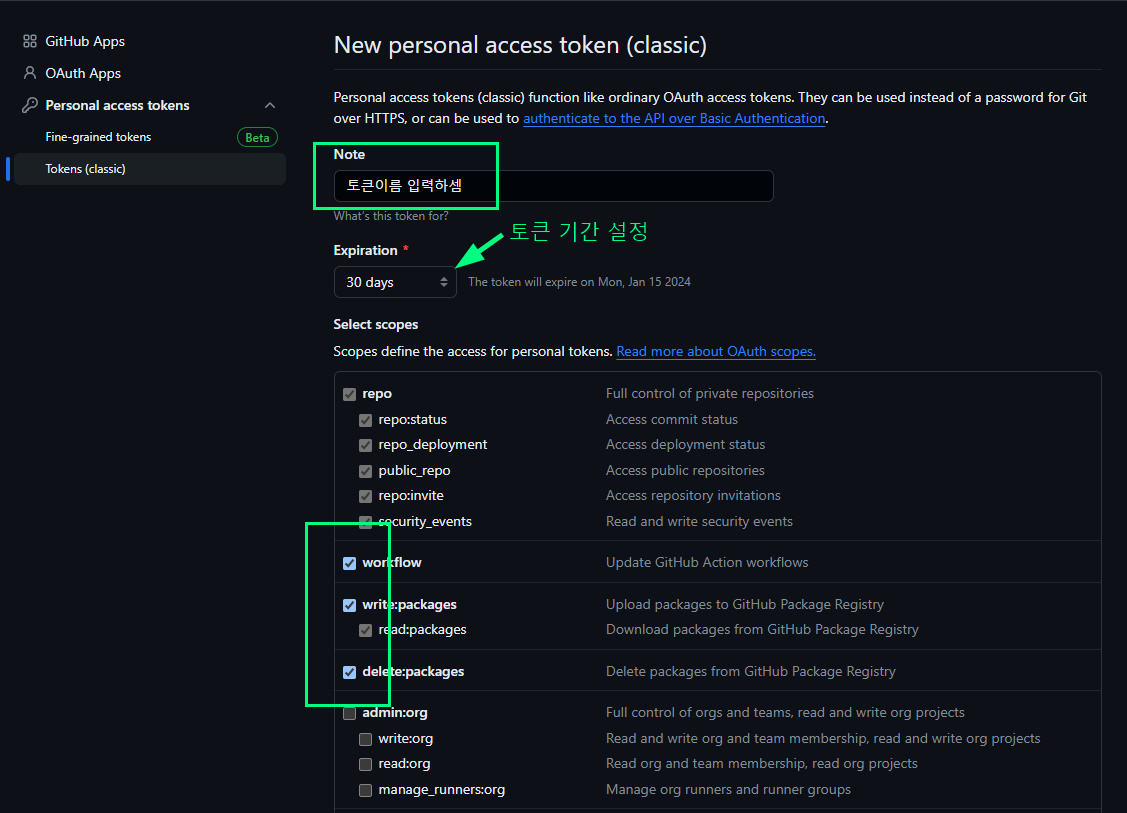 GitHub Apps
OAuth Apps
Personal access tokens
Fine-grained tokens Beta
Tokens (classic)
New personal access token (classic)
Personal access tokens (classic) function like ordinary OAuth access tokens. They can be used instead of a password for Git
over HTTPS, or can be used to authenticate to the API over Basic Authentication.
Note
토큰이름 입력하셈
What's this token for?
토큰 기간 설정
Expiration *
30 days The token will expire on Mon, Jan 15 2024
Select scopes
Scopes define the access for personal tokens. Read more about OAuth scopes.
repo Full control of private repositories
repo:status Access commit status
repo_deployment Access deployment status
public_repo Access public repositories
repo:invite Access repository invitations
security_events Read and write security events
workflow Update GitHub Action workflows
write:packages Upload packages to GitHub Package Registry
read:packages Download packages from GitHub Package Registry
delete:packages Delete packages from GitHub Package Registry
admin:org Full control of orgs and teams, read and write org projects
write:org Read and write org and team membership, read and write org projects
read:org Read org and team membership, read org projects
manage_runners:org Manage org runners and runner groups